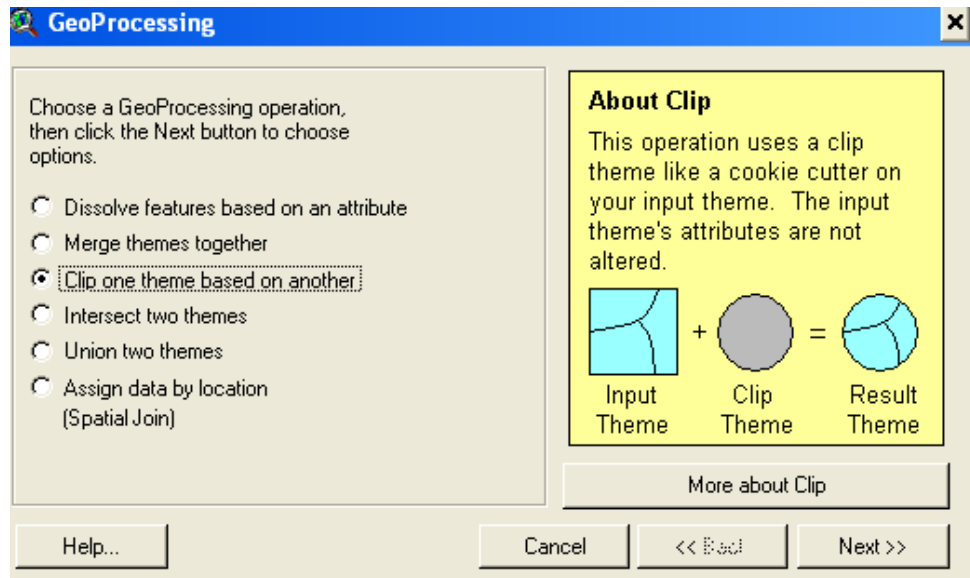 GeoProcessing
Choose a GeoProcessing operation,
then click the Next button to choose
options.
Dissolve features based on an attribute
Merge themes together
Clip one theme based on another
Intersect two themes
Union two themes
Assign data by location
(Spatial Join)
About Clip
This operation uses a clip
theme like a cookie cutter on
your input theme. The input
theme's attributes are not
altered.
+ =
Input Clip Result
Theme Theme Theme
More about Clip
Help... Cancel << Back Next >>